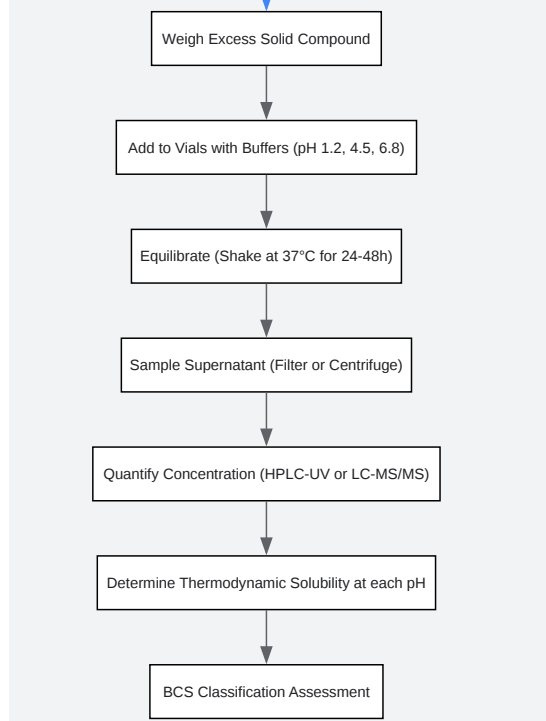 Weigh Excess Solid Compound
Add to Vials with Buffers (pH 1.2, 4.5, 6.8)
Equilibrate (Shake at 37°C for 24-48h)
Sample Supernatant (Filter or Centrifuge)
Quantify Concentration (HPLC-UV or LC-MS/MS)
Determine Thermodynamic Solubility at each pH
BCS Classification Assessment